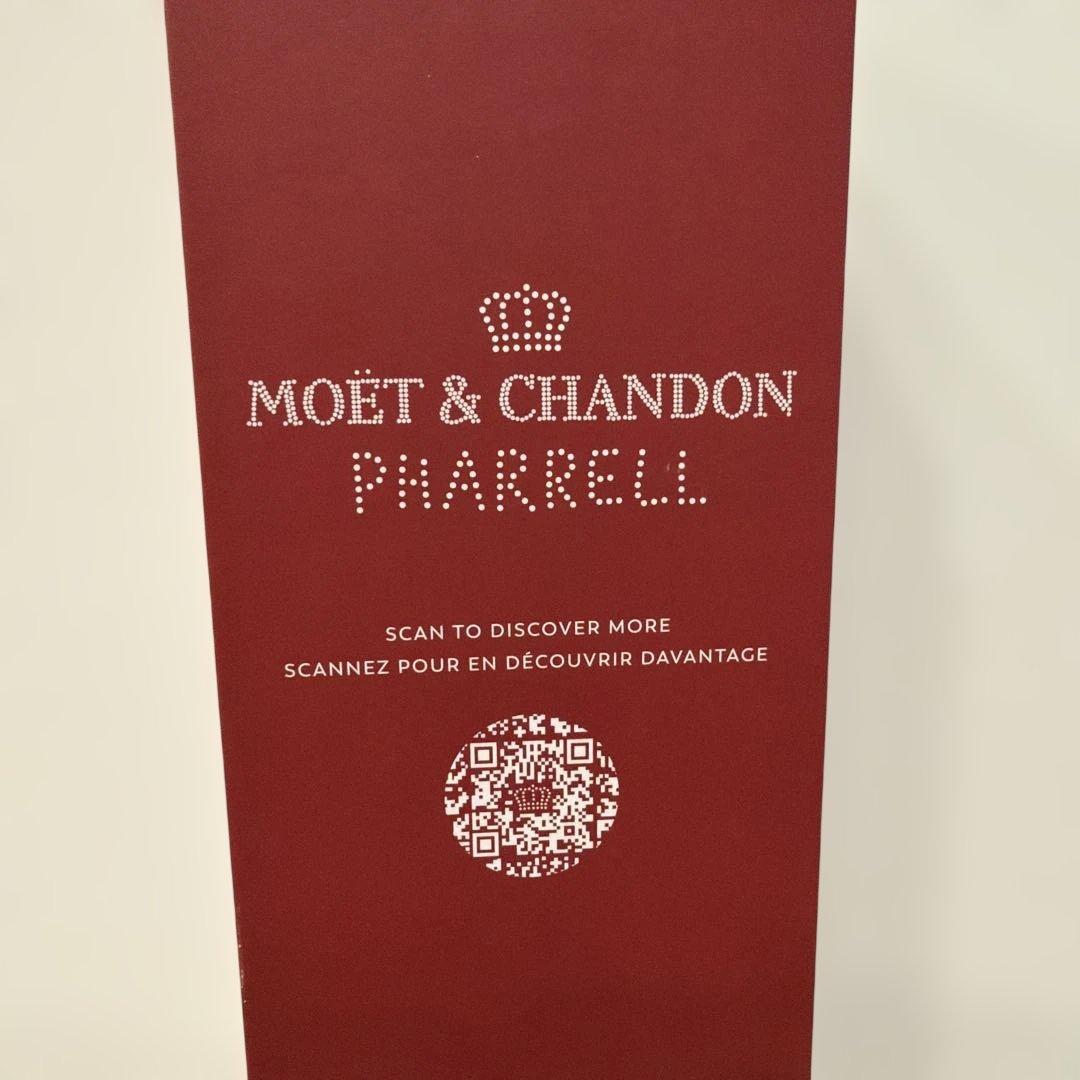 MOËT & CHANDON
PHARRELL
SCAN TO DISCOVER MORE
SCANNEZ POUR EN DÉCOUVRIR DAVANTAGE